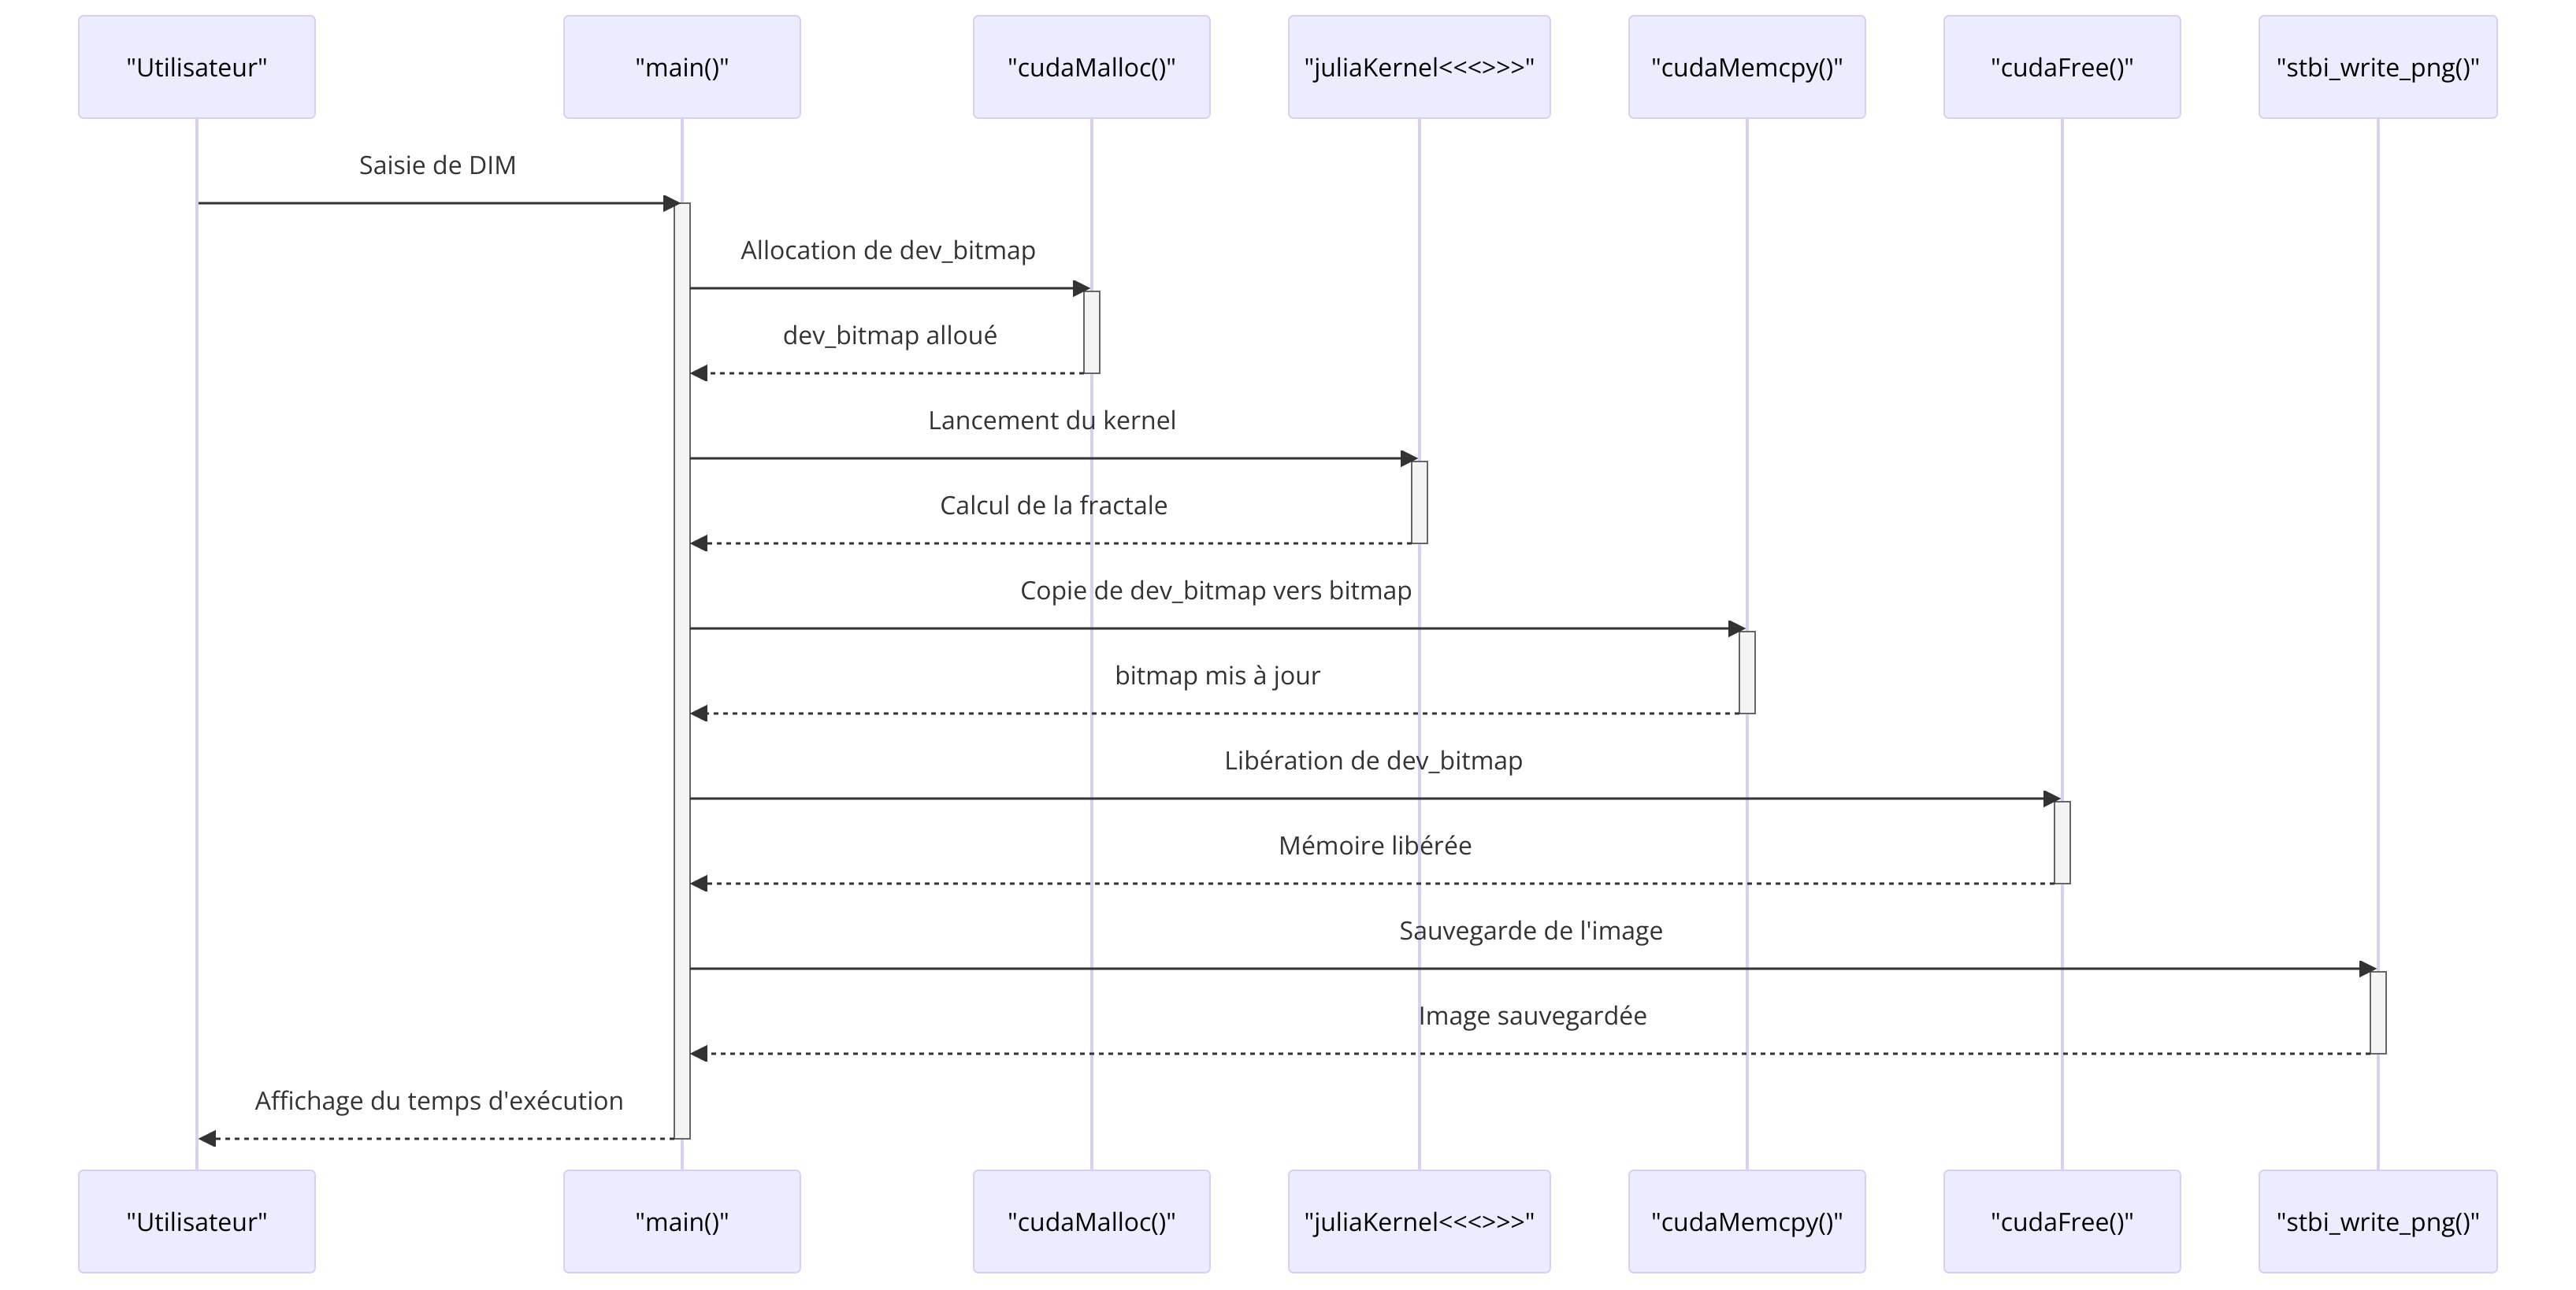 "Utilisateur"
"main()"
"cudaMalloc()"
"juliaKernel<<<>>>"
"cudaMemcpy()"
"cudaFree()"
"stbi_write_png()"
Saisie de DIM
Allocation de dev_bitmap
dev_bitmap alloué
Lancement du kernel
Calcul de la fractale
Copie de dev_bitmap vers bitmap
bitmap mis à jour
Libération de dev_bitmap
Mémoire libérée
Sauvegarde de l'image
Image sauvegardée
Affichage du temps d'exécution
"Utilisateur"
"main()"
"cudaMalloc()"
"juliaKernel<<<>>>"
"cudaMemcpy()"
"cudaFree()"
"stbi_write_png()"